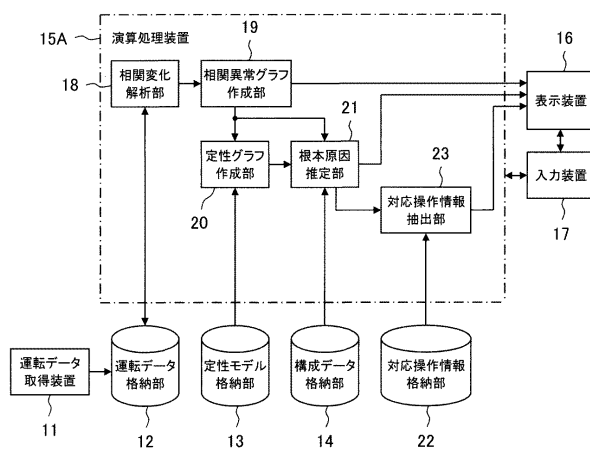 15A
演算処理装置
19
16
18
相関変化
解析部
相関異常グラフ
作成部
表示装置
21
定性グラフ
作成部
根本原因
推定部
23
20
対応操作情報
抽出部
入力装置
17
運転データ
取得装置
運転データ
格納部
定性モデル
格納部
構成データ
格納部
対応操作情報
格納部
11
12
13
14
22